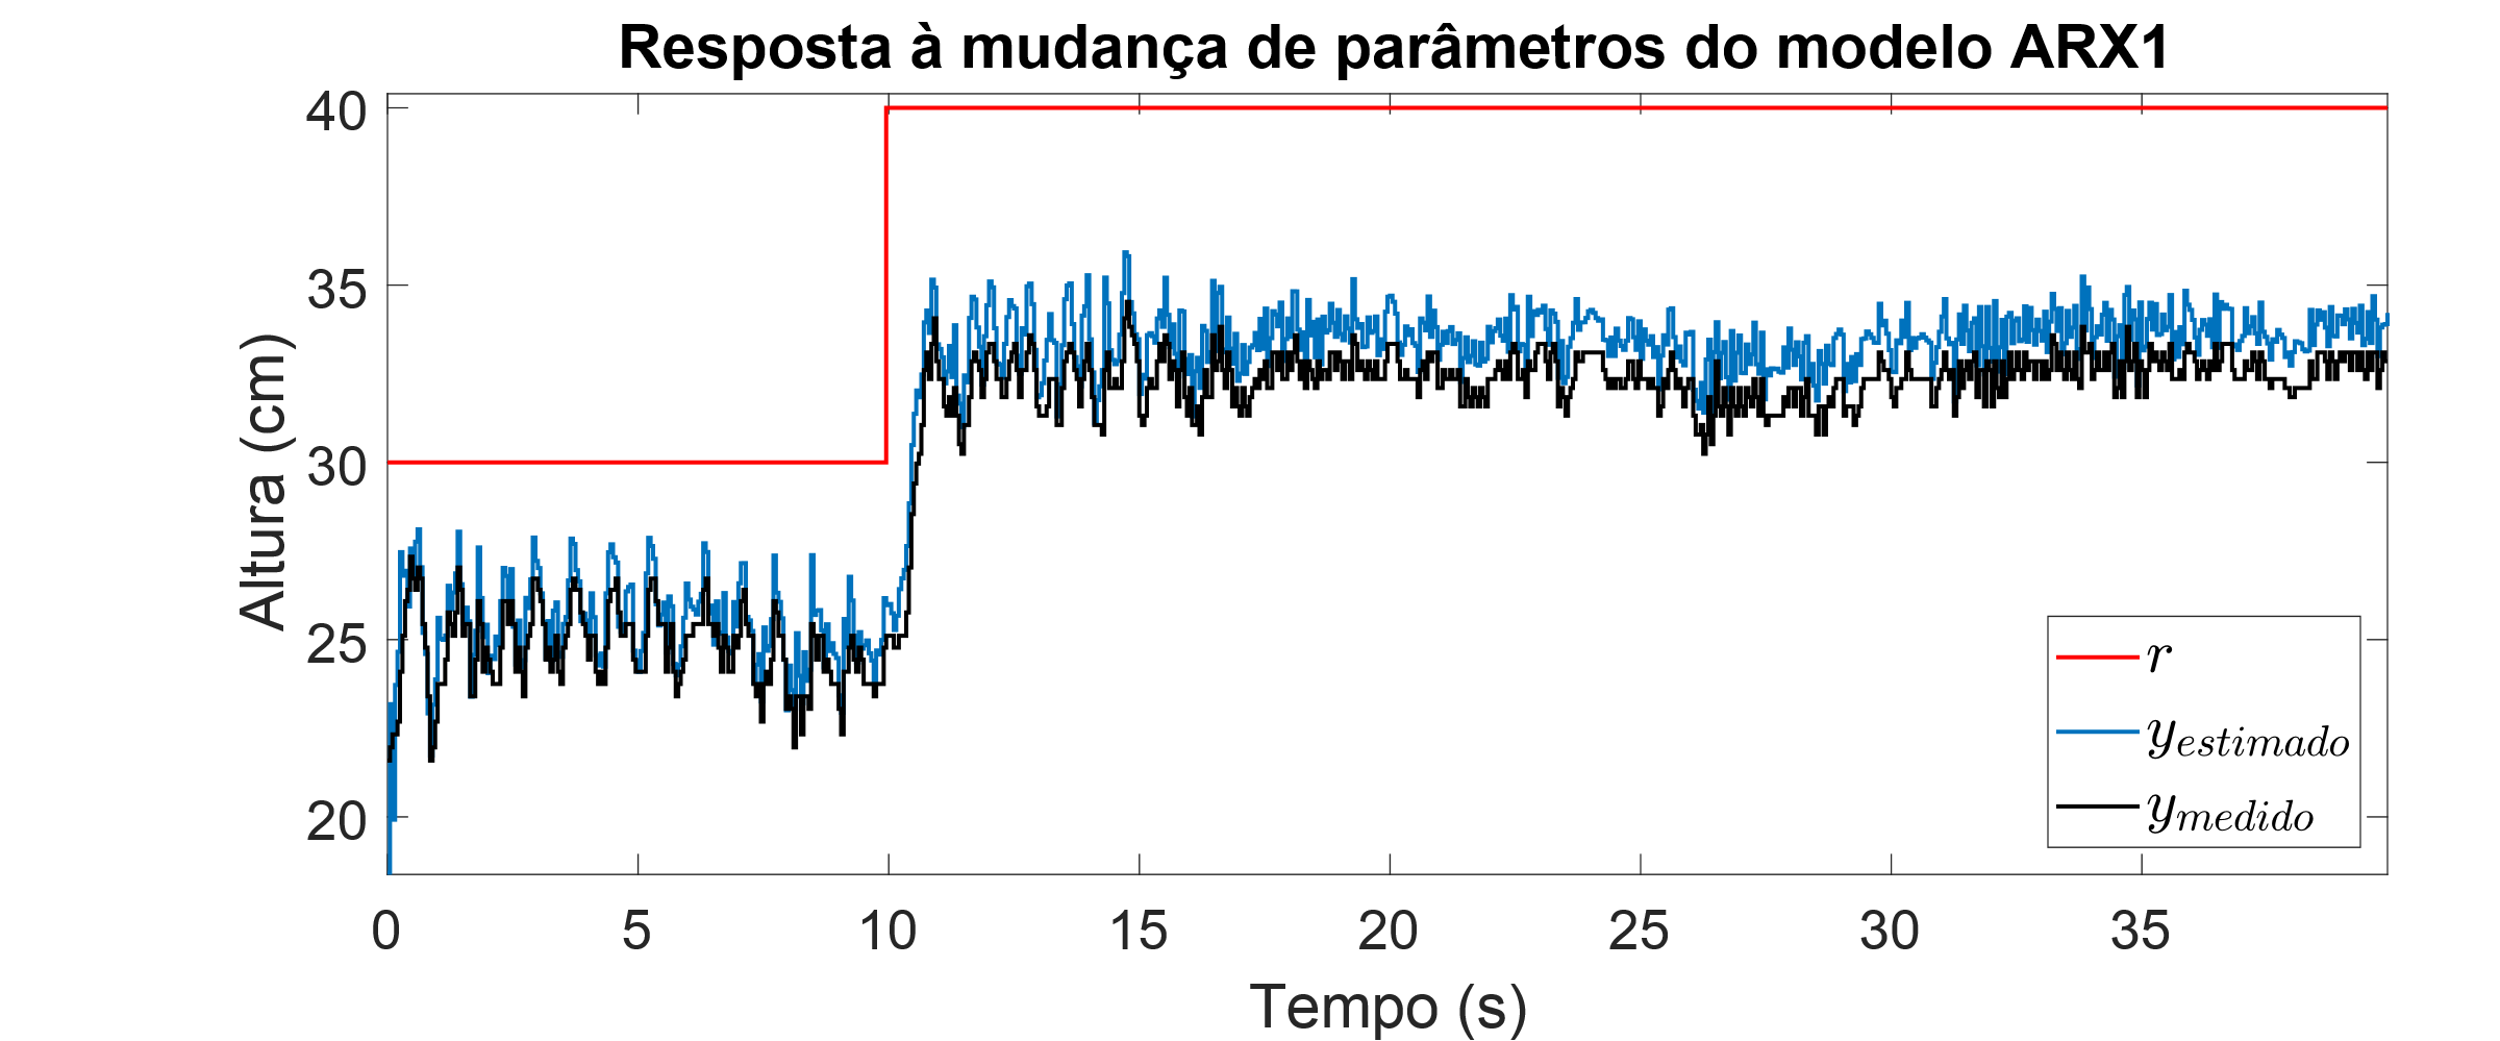 Resposta à mudança de parâmetros do modelo ARX1
40
35
30
25
20
Altura (cm)
0 5 10 15 20 25 30 35
Tempo (s)
r
yestimado
ymedido